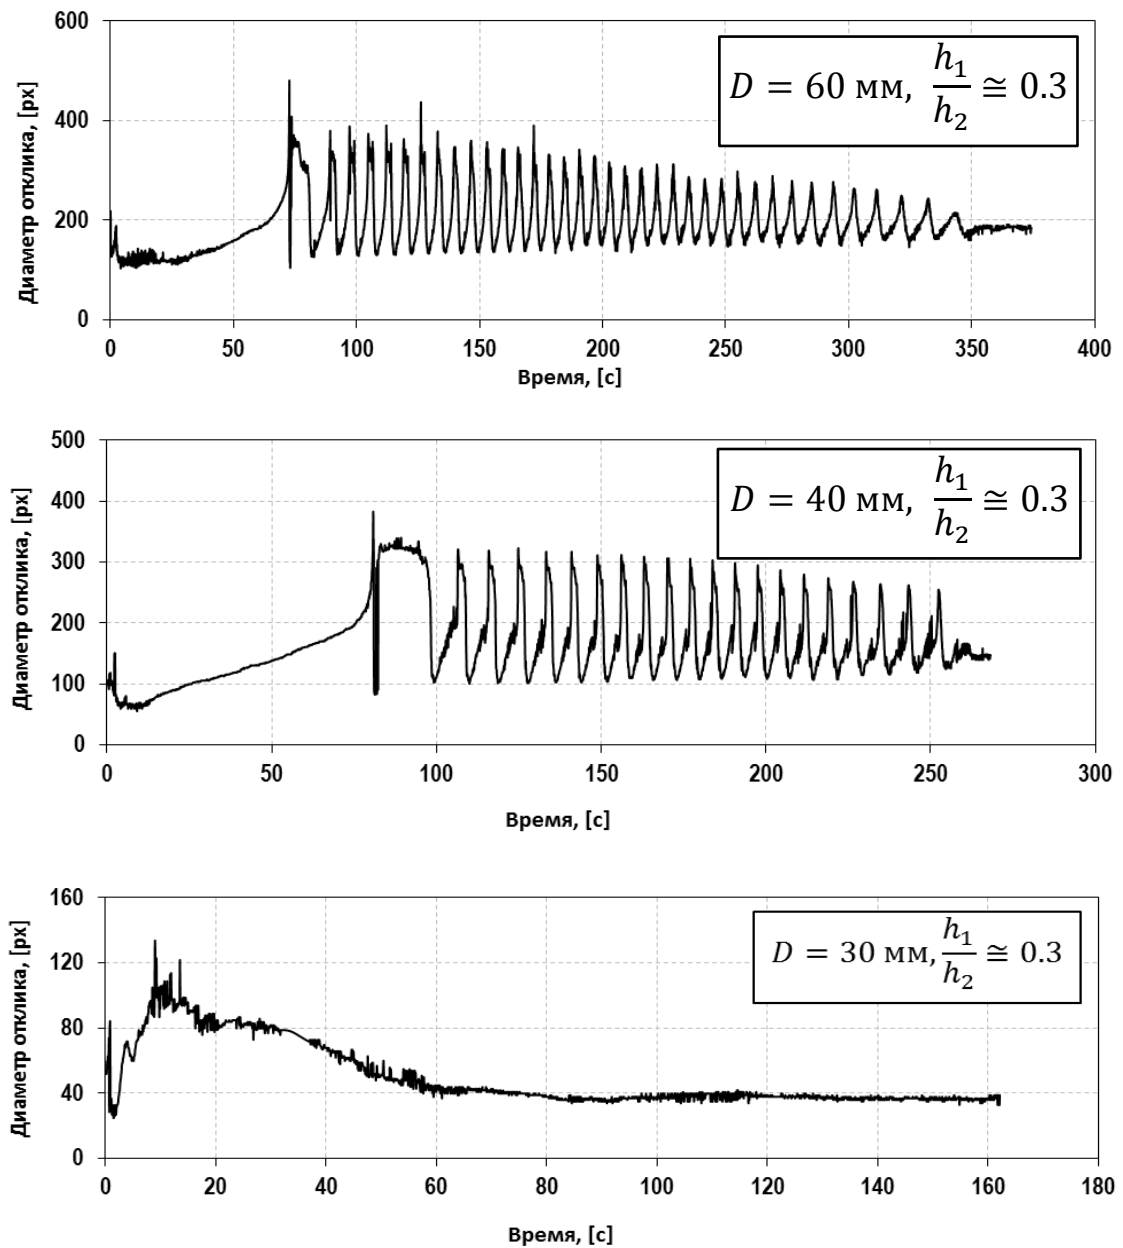 Диаметр отклика, [px]
600
400
200
0
D = 60 мм, h₁/h₂ ≅ 0.3
0 50 100 150 200 250 300 350 400
Время, [с]
Диаметр отклика, [px]
500
400
300
200
100
0
D = 40 мм, h₁/h₂ ≅ 0.3
0 50 100 150 200 250 300
Время, [с]
Диаметр отклика, [px]
160
120
80
40
0
D = 30 мм, h₁/h₂ ≅ 0.3
0 20 40 60 80 100 120 140 160 180
Время, [с]